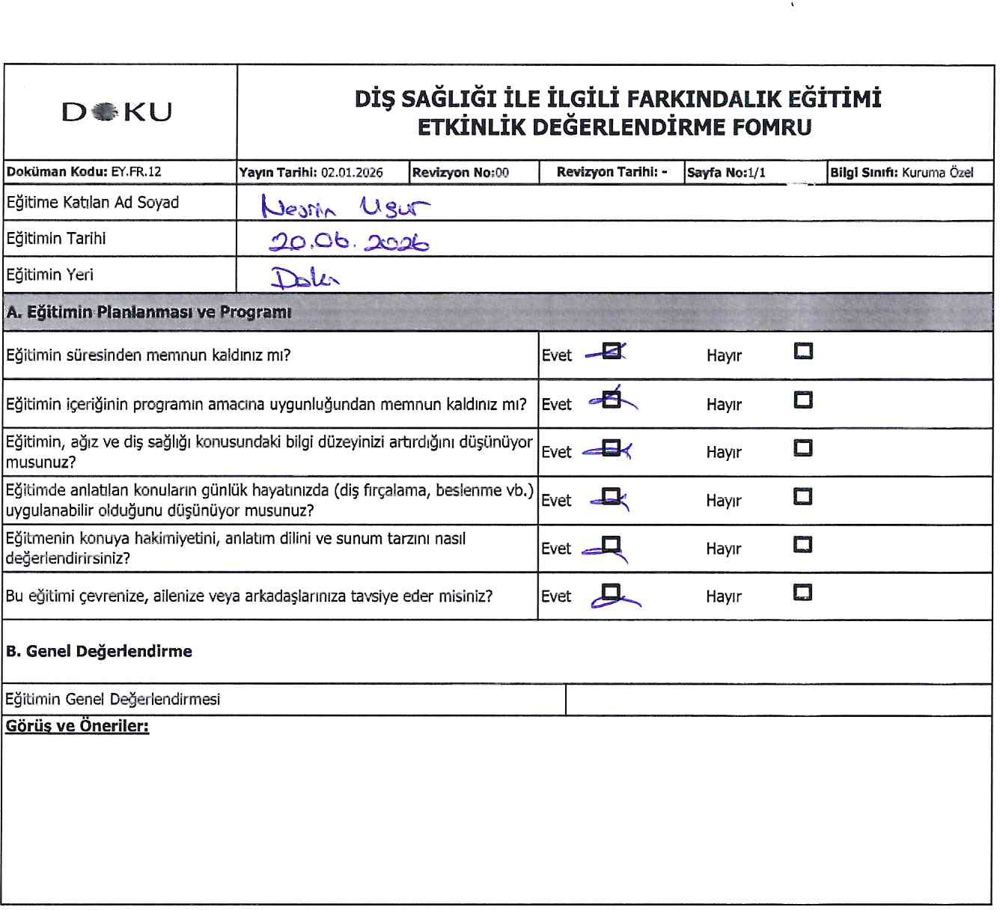 DOKU
DİŞ SAĞLIĞI İLE İLGİLİ FARKINDALIK EĞİTİMİ
ETKİNLİK DEĞERLENDİRME FOMRU
Doküman Kodu: EY.FR.12 Yayın Tarihi: 02.01.2026 Revizyon No:00 Revizyon Tarihi: - Sayfa No:1/1 Bilgi Sınıfı: Kuruma Özel
Eğitime Katılan Ad Soyad Nesrin Uğur
Eğitimin Tarihi 20.06.2026
Eğitimin Yeri Doku
A. Eğitimin Planlanması ve Programı
Eğitimin süresinden memnun kaldınız mı? Evet Hayır
Eğitimin içeriğinin programın amacına uygunluğundan memnun kaldınız mı? Evet Hayır
Eğitimin, ağız ve diş sağlığı konusundaki bilgi düzeyinizi artırdığını düşünüyor
musunuz? Evet Hayır
Eğitimde anlatılan konuların günlük hayatınızda (diş fırçalama, beslenme vb.)
uygulanabilir olduğunu düşünüyor musunuz? Evet Hayır
Eğitmenin konuya hakimiyetini, anlatım dilini ve sunum tarzını nasıl
değerlendirirsiniz? Evet Hayır
Bu eğitimi çevrenize, ailenize veya arkadaşlarınıza tavsiye eder misiniz? Evet Hayır
B. Genel Değerlendirme
Eğitimin Genel Değerlendirmesi
Görüş ve Öneriler: